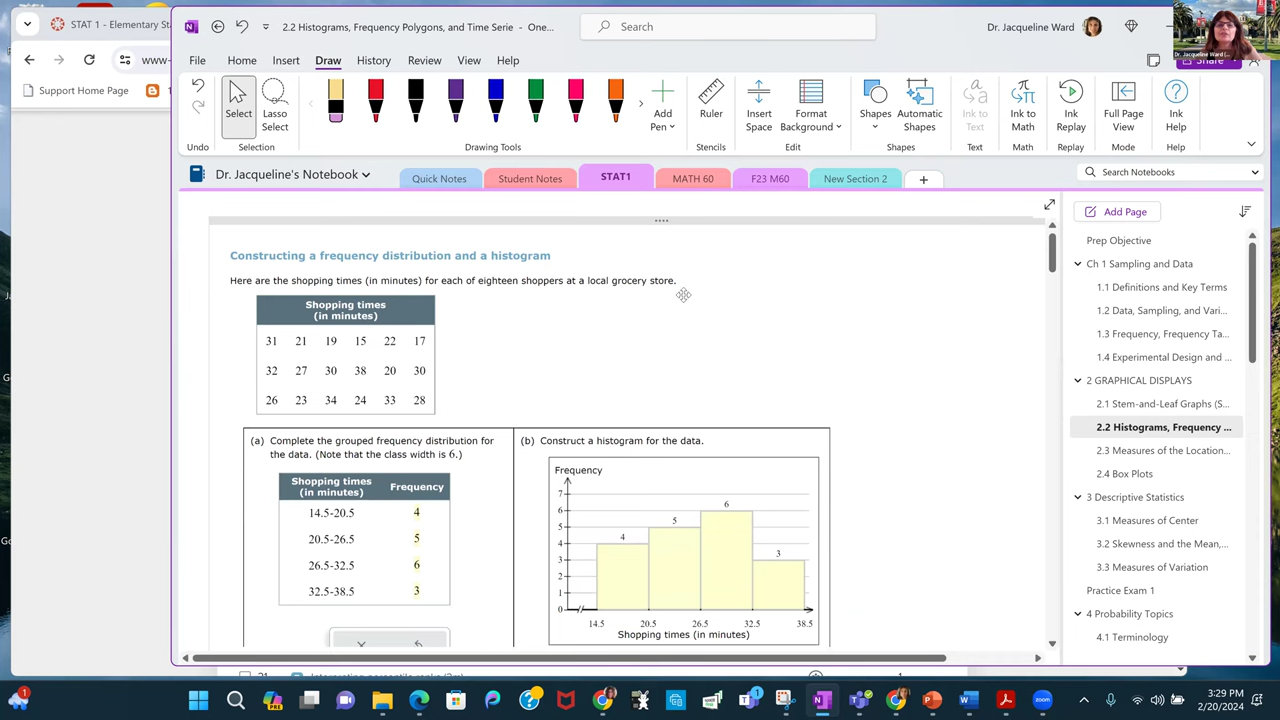 STAT 1 - Elementary Sta
2.2 Histograms, Frequency Polygons, and Time Serie - One...
Search
Dr. Jacqueline Ward
Dr. Jacqueline Ward (
www-
File Home Insert Draw History Review View Help
Share
Support Home Page
Select
Lasso Select
Add Pen
Ruler
Insert Space
Format Background
Shapes
Automatic Shapes
Ink to Text
Ink to Math
Ink Replay
Full Page View
Ink Help
Undo Selection Drawing Tools Stencils Edit Shapes Text Math Replay Mode Help
Dr. Jacqueline's Notebook
Quick Notes Student Notes STAT1 MATH 60 F23 M60 New Section 2 +
Search Notebooks
Add Page
Prep Objective
Ch 1 Sampling and Data
1.1 Definitions and Key Terms
1.2 Data, Sampling, and Vari...
1.3 Frequency, Frequency Ta...
1.4 Experimental Design and ...
2 GRAPHICAL DISPLAYS
2.1 Stem-and-Leaf Graphs (S...
2.2 Histograms, Frequency ...
2.3 Measures of the Location...
2.4 Box Plots
3 Descriptive Statistics
3.1 Measures of Center
3.2 Skewness and the Mean,...
3.3 Measures of Variation
Practice Exam 1
4 Probability Topics
4.1 Terminology
Constructing a frequency distribution and a histogram
Here are the shopping times (in minutes) for each of eighteen shoppers at a local grocery store.
Shopping times
(in minutes)
31 21 19 15 22 17
32 27 30 38 20 30
26 23 34 24 33 28
(a) Complete the grouped frequency distribution for
the data. (Note that the class width is 6.)
Shopping times
(in minutes)
Frequency
14.5-20.5 4
20.5-26.5 5
26.5-32.5 6
32.5-38.5 3
(b) Construct a histogram for the data.
Frequency
7
6
5
4
3
2
1
0
4 5 6 3
14.5 20.5 26.5 32.5 38.5
Shopping times (in minutes)
3:29 PM
2/20/2024